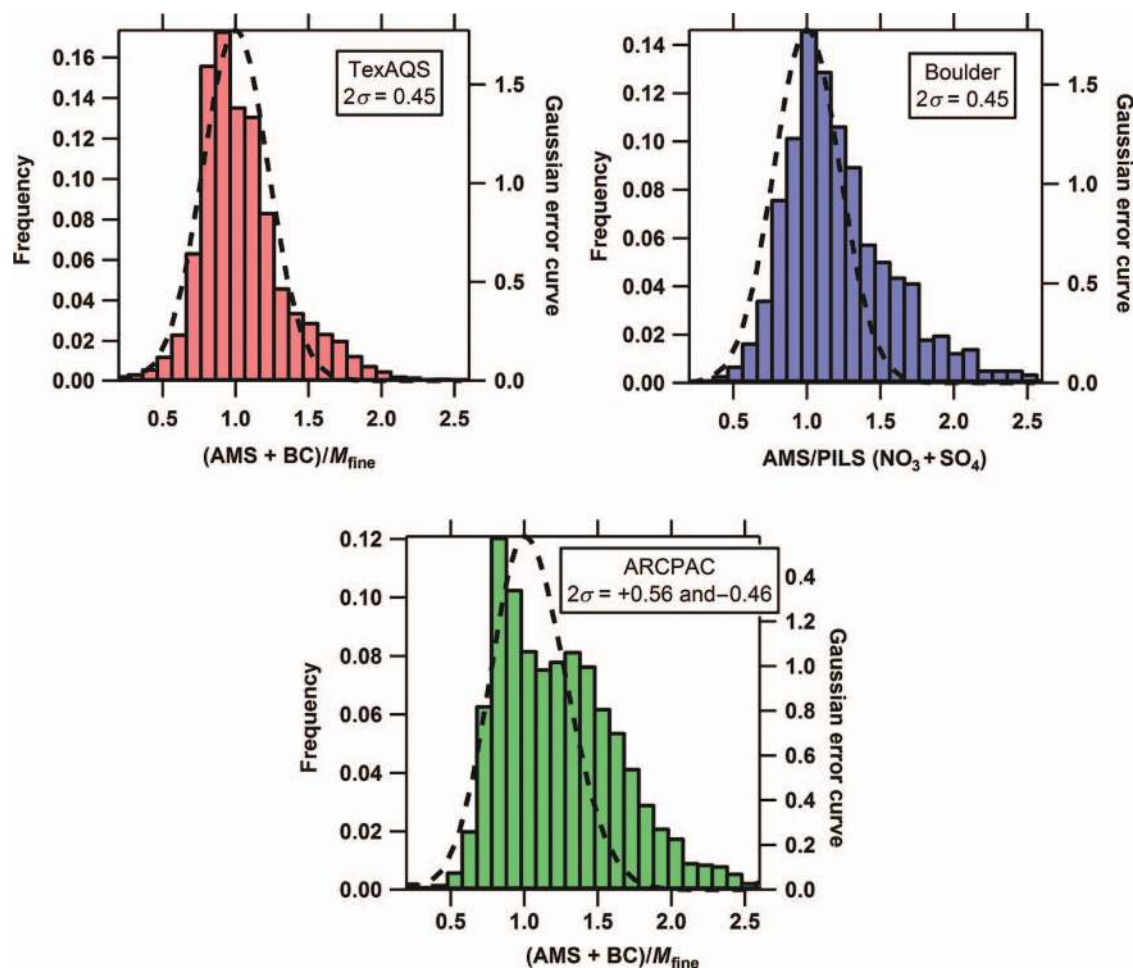 TexAQS
2σ = 0.45
Frequency
0.16
0.14
0.12
0.10
0.08
0.06
0.04
0.02
0.00
1.5
1.0
0.5
0.0
Gaussian error curve
0.5 1.0 1.5 2.0 2.5
(AMS + BC)/Mfine
Boulder
2σ = 0.45
Frequency
0.14
0.12
0.10
0.08
0.06
0.04
0.02
0.00
1.5
1.0
0.5
0.0
Gaussian error curve
0.5 1.0 1.5 2.0 2.5
AMS/PILS (NO3 + SO4)
ARCPAC
2σ = +0.56 and −0.46
Frequency
0.12
0.10
0.08
0.06
0.04
0.02
0.00
0.4
1.2
1.0
0.8
0.6
0.4
0.2
0.0
Gaussian error curve
0.5 1.0 1.5 2.0 2.5
(AMS + BC)/Mfine